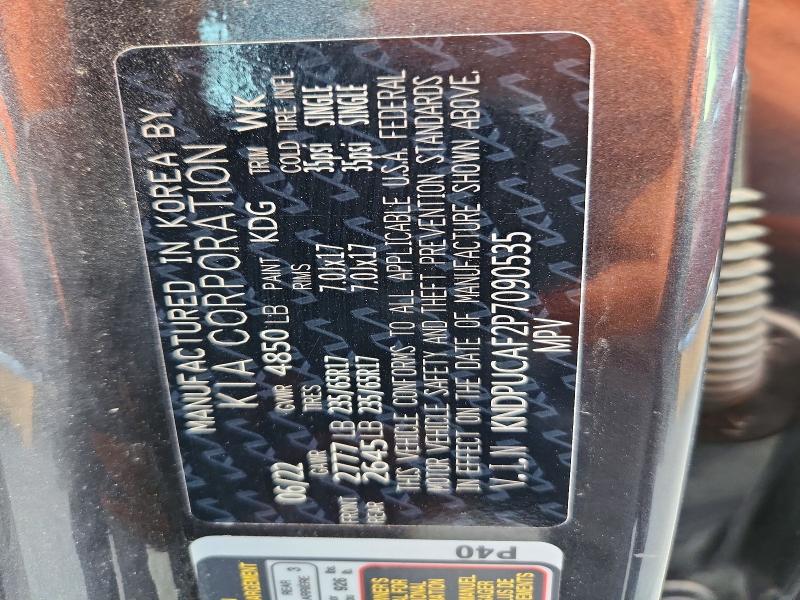 MANUFACTURED IN KOREA BY
KIA CORPORATION
06/22 GVWR 4850 LB PAINT KDG TRIM WK
GAWR TIRES RIMS COLD TIRE INFL
FRONT 2777 LB 235/65R17 7.0Jx17 35psi SINGLE
REAR 2645 LB 235/65R17 7.0Jx17 35psi SINGLE
THIS VEHICLE CONFORMS TO ALL APPLICABLE U.S.A. FEDERAL
MOTOR VEHICLE SAFETY AND THEFT PREVENTION STANDARDS
IN EFFECT ON THE DATE OF MANUFACTURE SHOWN ABOVE.
V.I.N KNDPUCAF2P7090535
MPV
P40
REAR 3
926